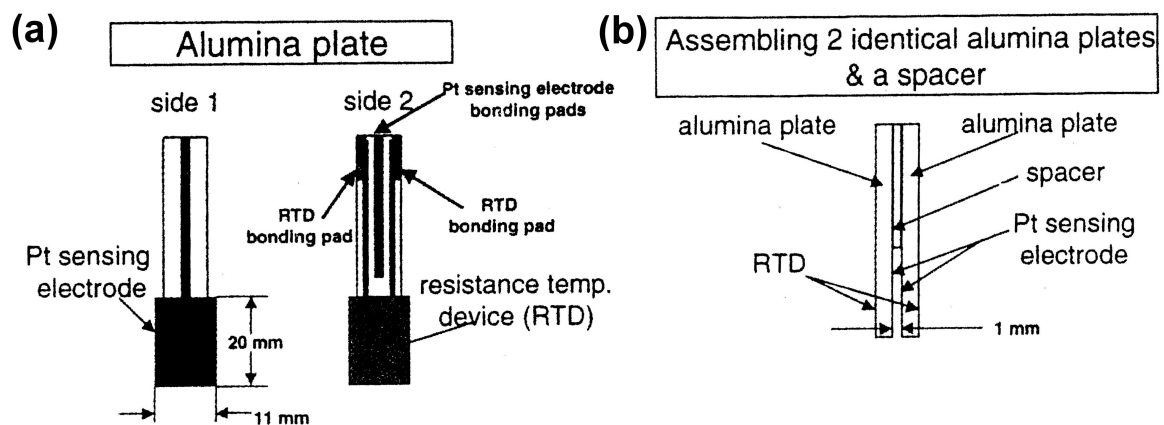 (a)
Alumina plate
side 1
side 2
Pt sensing electrode
bonding pads
RTD
bonding pad
RTD
bonding pad
Pt sensing
electrode
resistance temp.
device (RTD)
20 mm
11 mm
(b)
Assembling 2 identical alumina plates
& a spacer
alumina plate
alumina plate
spacer
Pt sensing
electrode
RTD
1 mm